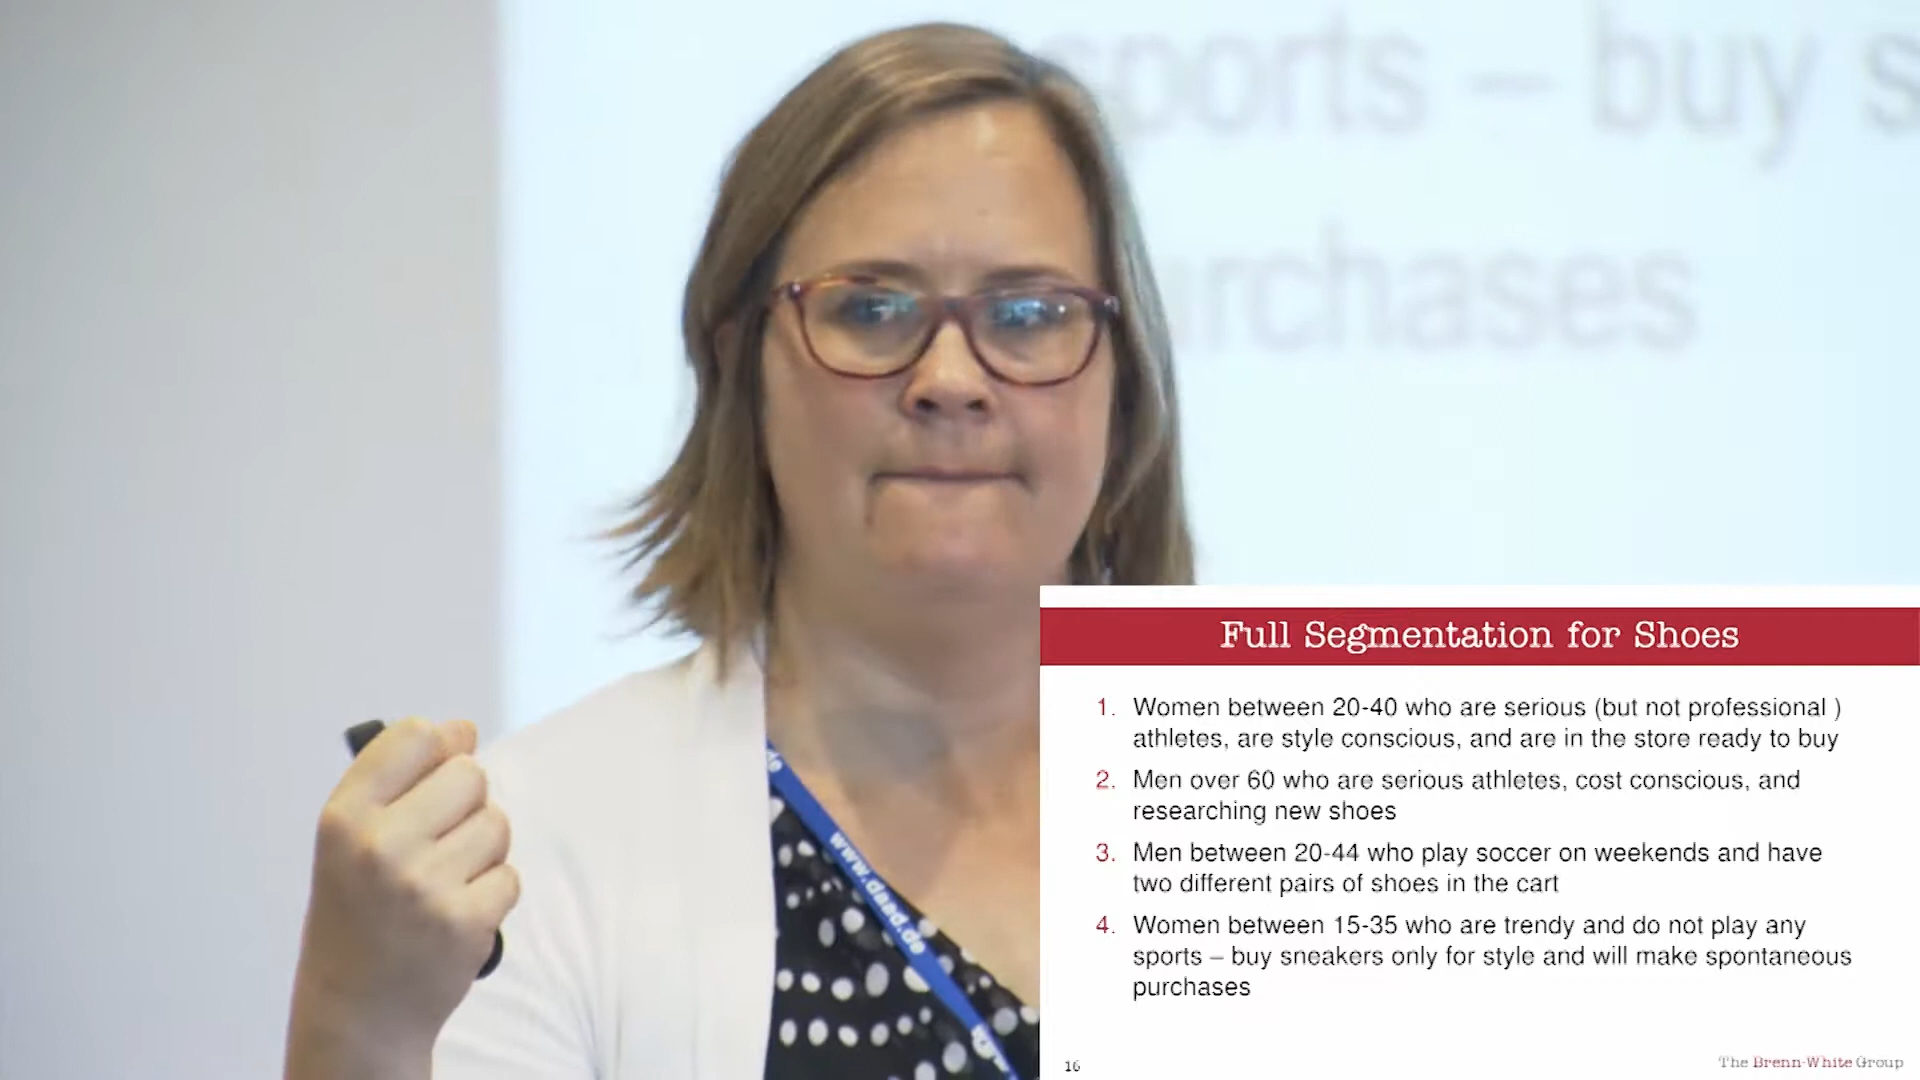 sports – buy s
rchases
www.daad.de
Full Segmentation for Shoes
1. Women between 20-40 who are serious (but not professional )
athletes, are style conscious, and are in the store ready to buy
2. Men over 60 who are serious athletes, cost conscious, and
researching new shoes
3. Men between 20-44 who play soccer on weekends and have
two different pairs of shoes in the cart
4. Women between 15-35 who are trendy and do not play any
sports – buy sneakers only for style and will make spontaneous
purchases
16
The Brenn-White Group